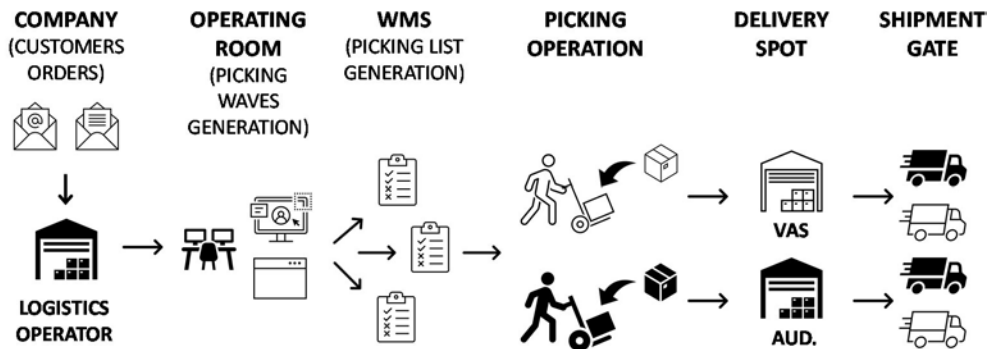 COMPANY
(CUSTOMERS
ORDERS)
OPERATING
ROOM
(PICKING
WAVES
GENERATION)
WMS
(PICKING LIST
GENERATION)
PICKING
OPERATION
DELIVERY
SPOT
SHIPMENT
GATE
@
LOGISTICS
OPERATOR
VAS
AUD.